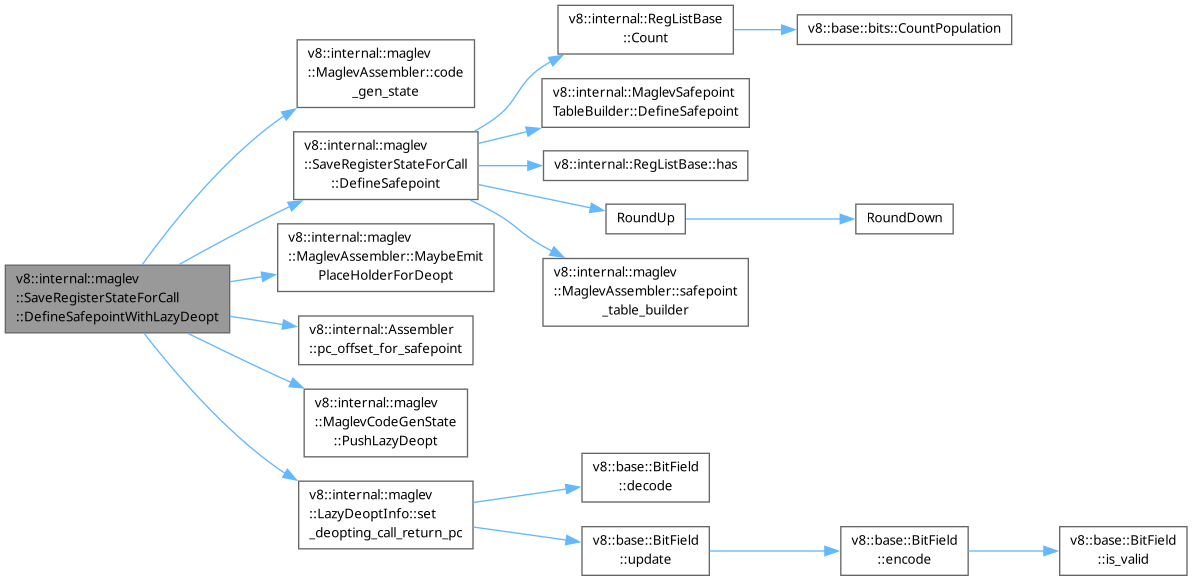 v8::internal::maglev
::SaveRegisterStateForCall
::DefineSafepointWithLazyDeopt
v8::internal::maglev
::MaglevAssembler::code
_gen_state
v8::internal::maglev
::SaveRegisterStateForCall
::DefineSafepoint
v8::internal::maglev
::MaglevAssembler::MaybeEmit
PlaceHolderForDeopt
v8::internal::Assembler
::pc_offset_for_safepoint
v8::internal::maglev
::MaglevCodeGenState
::PushLazyDeopt
v8::internal::maglev
::LazyDeoptInfo::set
_deopting_call_return_pc
v8::internal::RegListBase
::Count
v8::internal::MaglevSafepoint
TableBuilder::DefineSafepoint
v8::internal::RegListBase::has
RoundUp
v8::internal::maglev
::MaglevAssembler::safepoint
_table_builder
v8::base::BitField
::decode
v8::base::BitField
::update
v8::base::bits::CountPopulation
RoundDown
v8::base::BitField
::encode
v8::base::BitField
::is_valid